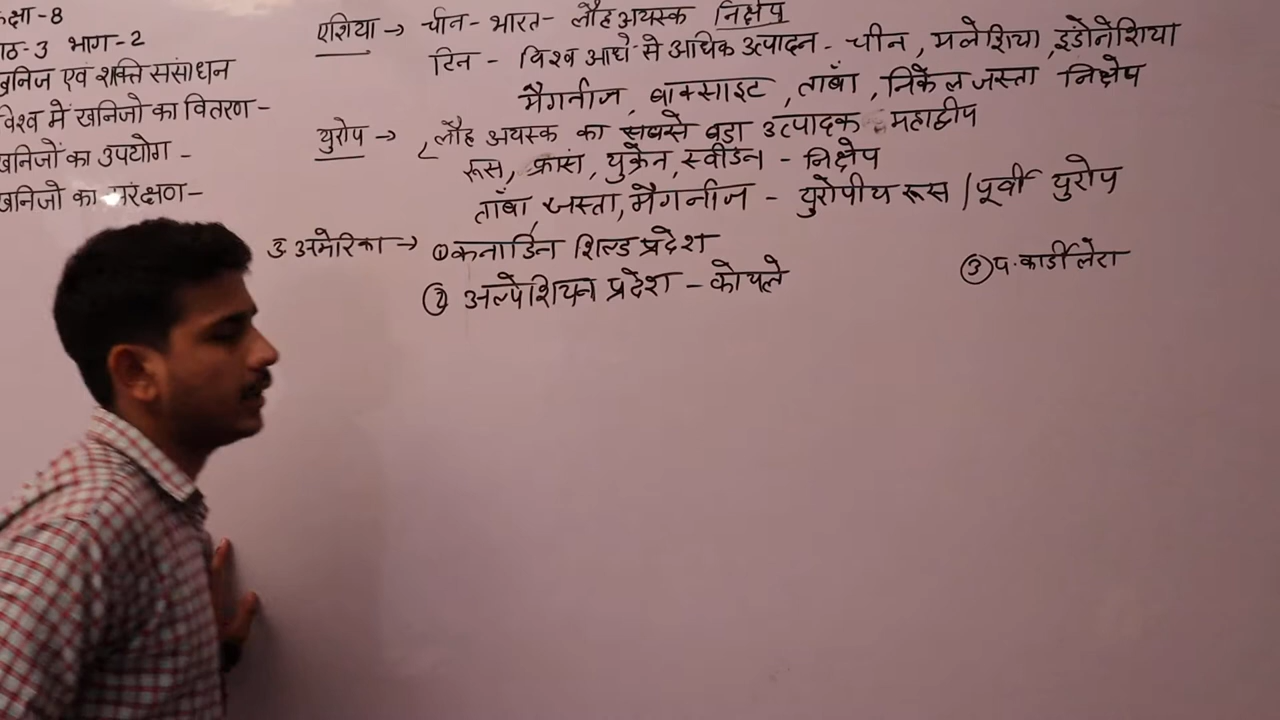 कक्षा-8
पाठ-3 भाग-2
खनिज एवं शक्ति संसाधन
विश्व में खनिजो का वितरण-
खनिजों का उपयोग -
खनिजो का संरक्षण-
एशिया → चीन - भारत - लौह अयस्क निक्षेप
टिन - विश्व आधे से अधिक उत्पादन - चीन, मलेशिया, इंडोनेशिया
मैगनीज, बाक्साइट, ताँबा, निकेल जस्ता निक्षेप
युरोप → लौह अयस्क का सबसे बड़ा उत्पादक महाद्वीप
रूस, फ्रांस, युक्रेन, स्वीडन - निक्षेप
ताँबा, जस्ता, मैगनीज - युरोपीय रूस / पूर्वी युरोप
उ. अमेरिका → ① कनाडिन शिल्ड प्रदेश
② अल्पेशियन प्रदेश - कोयले
③ प. कार्डीलेरा